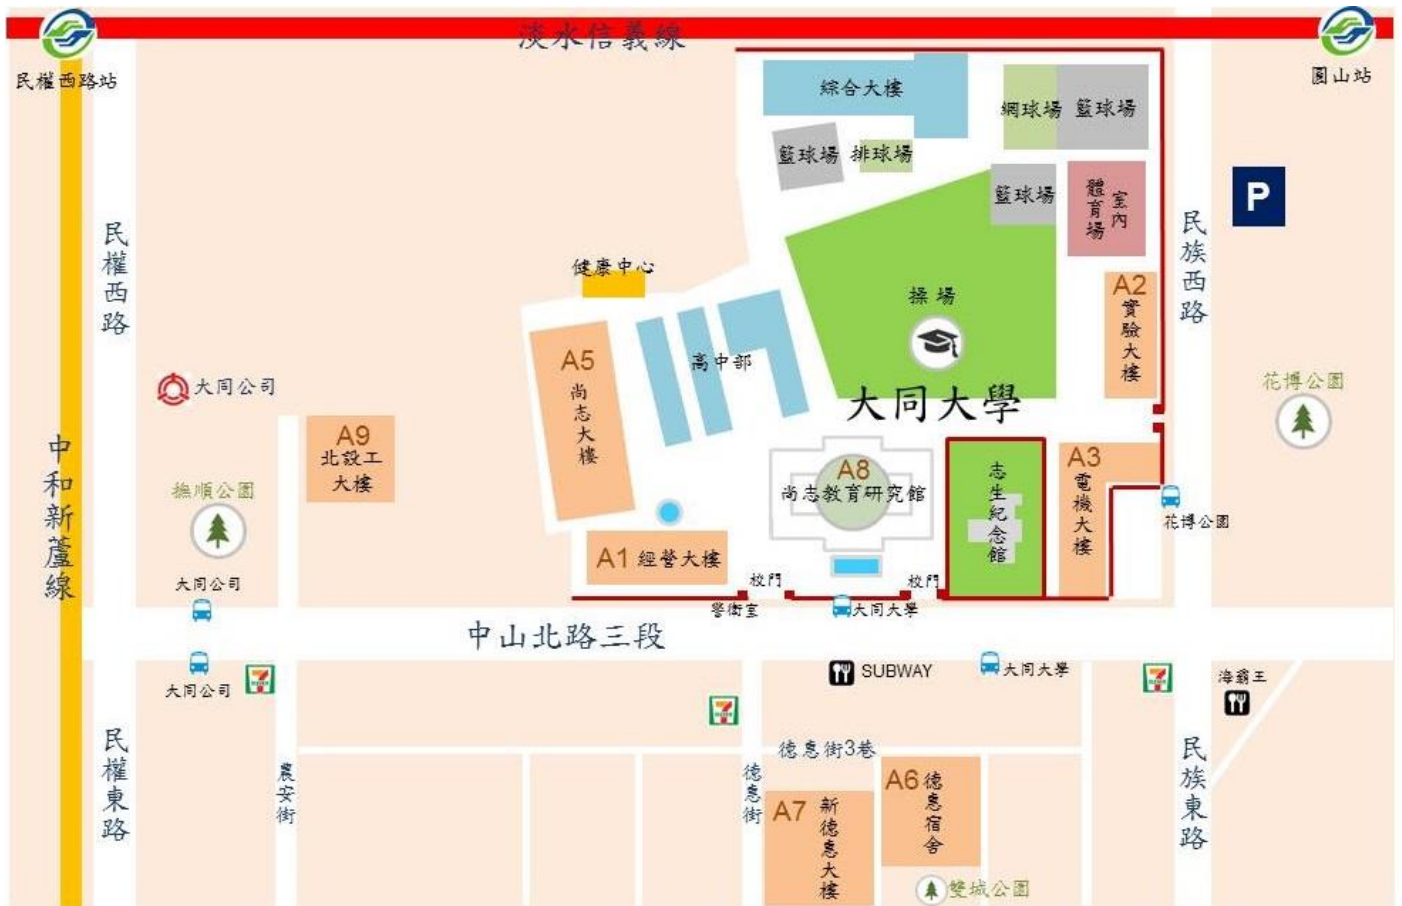 淡水信義線
民權西路站
圓山站
綜合大樓
網球場
籃球場
籃球場
排球場
籃球場
體育場
室內
P
民權西路
民族西路
健康中心
操場
A2
實驗大樓
A5
尚志大樓
高中部
大同公司
大同大學
花博公園
中和新蘆線
A9
北設工
大樓
撫順公園
A8
尚志教育研究館
志生紀念館
A3
電機大樓
花博公園
A1 經營大樓
大同公司
校門
校門
警衛室
大同大學
中山北路三段
大同公司
7
ELEVEN
SUBWAY
大同大學
7
ELEVEN
海霸王
7
ELEVEN
民權東路
農安街
德惠街
德惠街3巷
民族東路
A7
新德惠大樓
A6
德惠宿舍
雙城公園